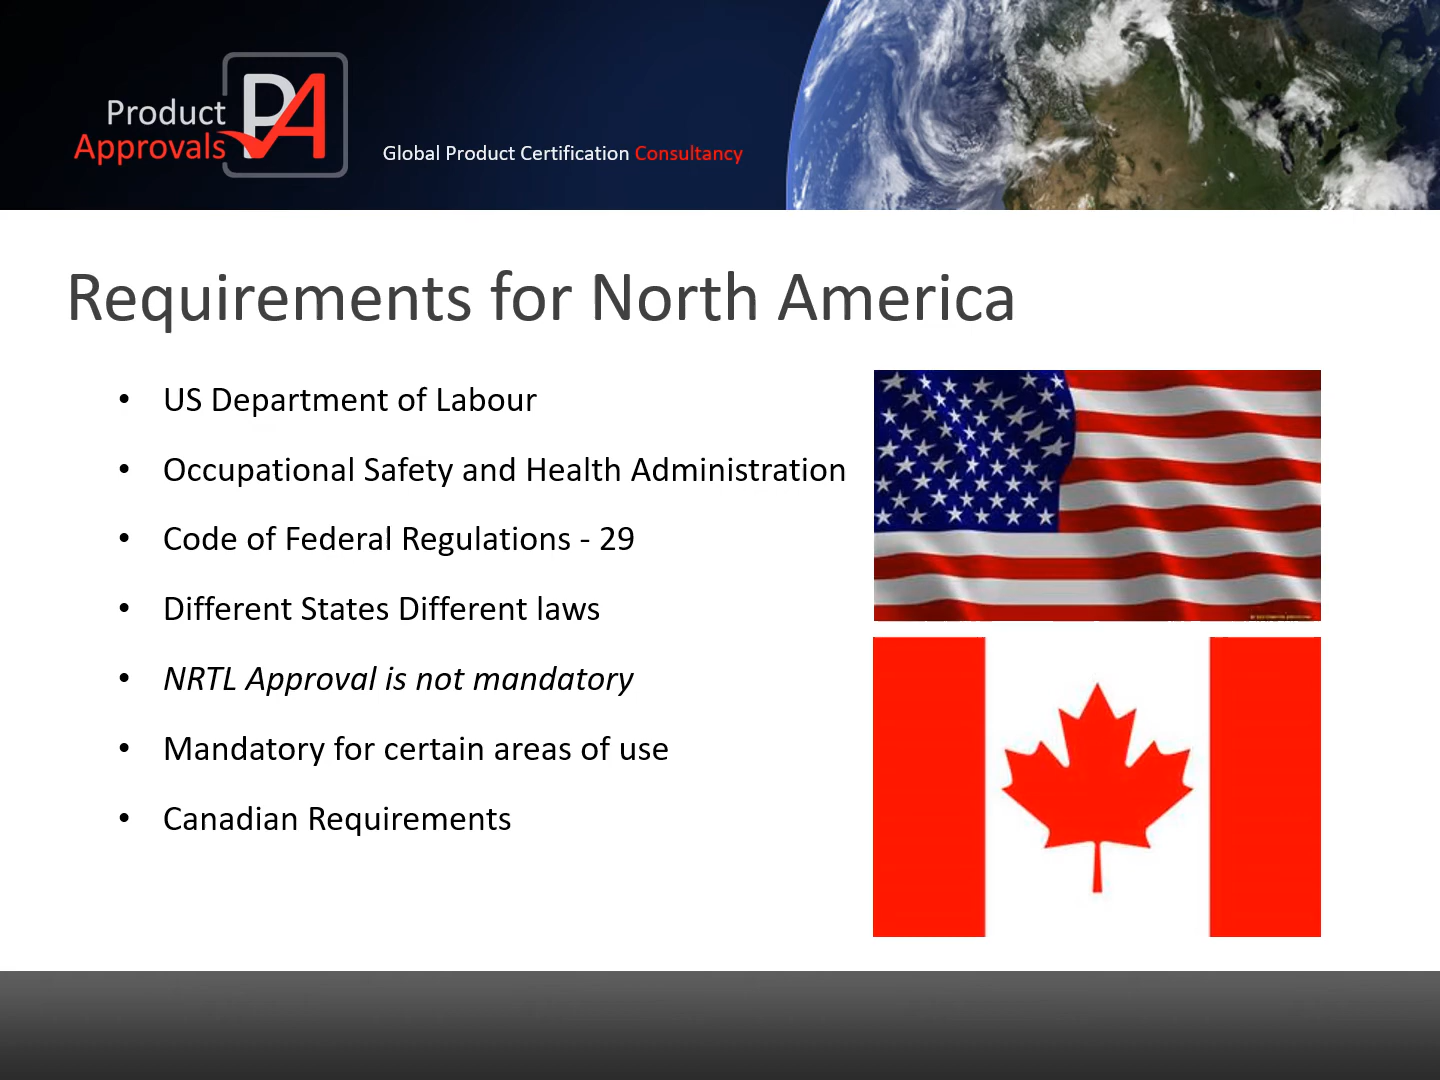 Product
Approvals
PA
Global Product Certification Consultancy
Requirements for North America
• US Department of Labour
• Occupational Safety and Health Administration
• Code of Federal Regulations - 29
• Different States Different laws
• NRTL Approval is not mandatory
• Mandatory for certain areas of use
• Canadian Requirements